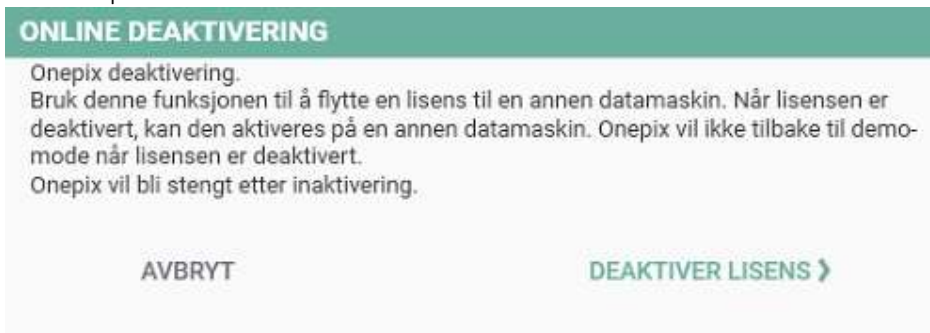 ONLINE DEAKTIVERING
Onepix deaktivering.
Bruk denne funksjonen til å flytte en lisens til en annen datamaskin. Når lisensen er
deaktivert, kan den aktiveres på en annen datamaskin. Onepix vil ikke tilbake til demo-
mode når lisensen er deaktivert.
Onepix vil bli stengt etter inaktivering.
AVBRYT
DEAKTIVER LISENS ❯